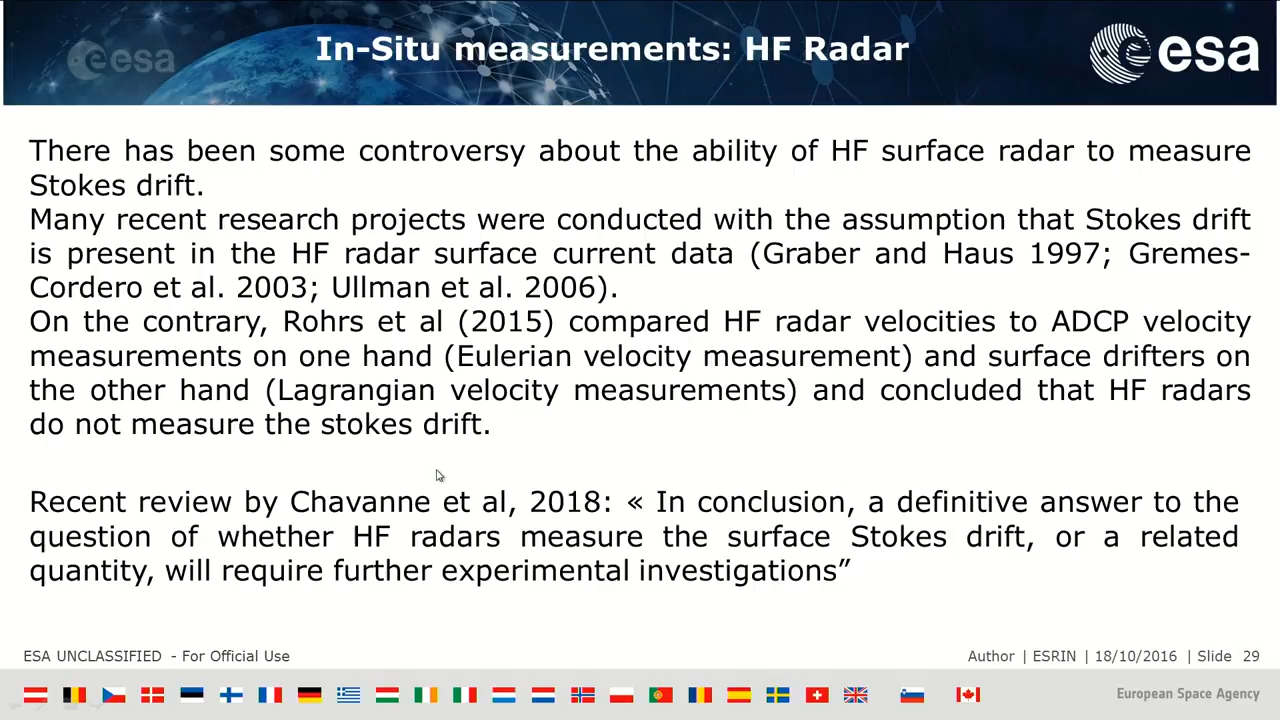 esa
In-Situ measurements: HF Radar
esa
There has been some controversy about the ability of HF surface radar to measure
Stokes drift.
Many recent research projects were conducted with the assumption that Stokes drift
is present in the HF radar surface current data (Graber and Haus 1997; Gremes-
Cordero et al. 2003; Ullman et al. 2006).
On the contrary, Rohrs et al (2015) compared HF radar velocities to ADCP velocity
measurements on one hand (Eulerian velocity measurement) and surface drifters on
the other hand (Lagrangian velocity measurements) and concluded that HF radars
do not measure the stokes drift.
Recent review by Chavanne et al, 2018: « In conclusion, a definitive answer to the
question of whether HF radars measure the surface Stokes drift, or a related
quantity, will require further experimental investigations”
ESA UNCLASSIFIED - For Official Use
Author | ESRIN | 18/10/2016 | Slide 29
European Space Agency